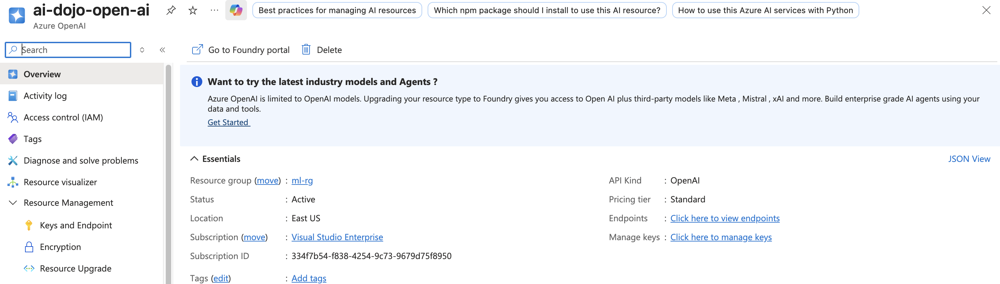 ai-dojo-open-ai
Azure OpenAI
Best practices for managing AI resources
Which npm package should I install to use this AI resource?
How to use this Azure AI services with Python
Search
Go to Foundry portal
Delete
Overview
Activity log
Access control (IAM)
Tags
Diagnose and solve problems
Resource visualizer
Resource Management
Keys and Endpoint
Encryption
Resource Upgrade
Want to try the latest industry models and Agents ?
Azure OpenAI is limited to OpenAI models. Upgrading your resource type to Foundry gives you access to Open AI plus third-party models like Meta , Mistral , xAI and more. Build enterprise grade AI agents using your
data and tools.
Get Started
Essentials
JSON View
Resource group (move) : ml-rg
Status : Active
Location : East US
Subscription (move) : Visual Studio Enterprise
Subscription ID : 334f7b54-f838-4254-9c73-9679d75f8950
Tags (edit) : Add tags
API Kind : OpenAI
Pricing tier : Standard
Endpoints : Click here to view endpoints
Manage keys : Click here to manage keys